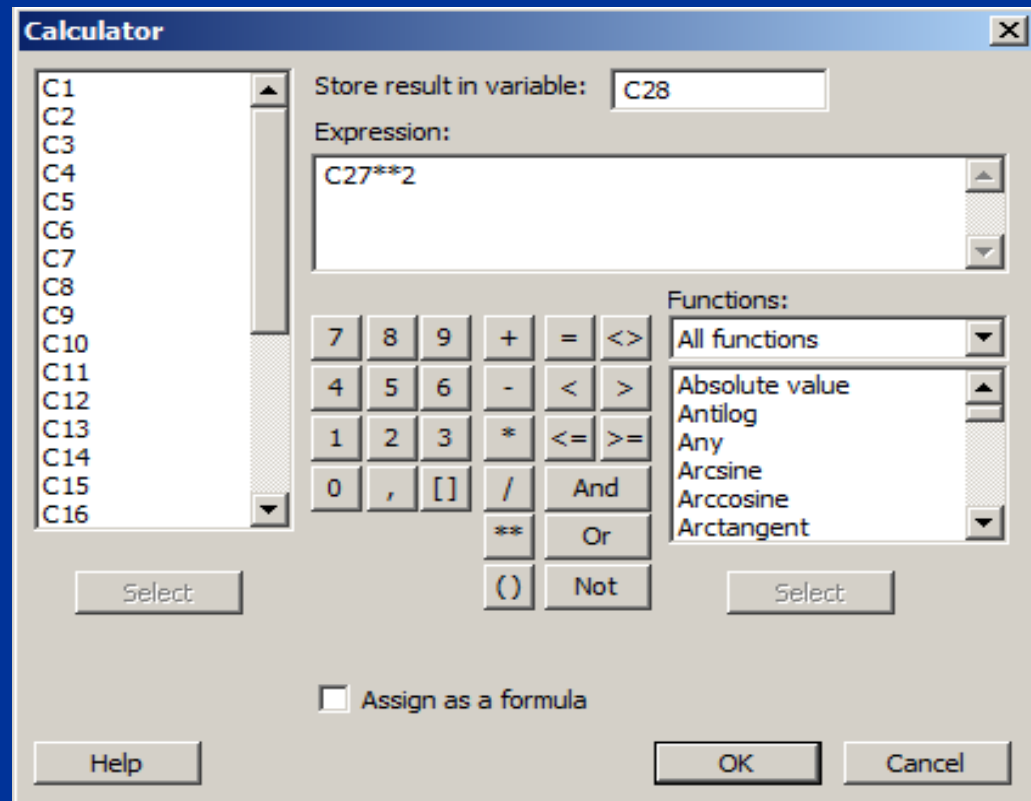 Calculator
C1
C2
C3
C4
C5
C6
C7
C8
C9
C10
C11
C12
C13
C14
C15
C16
Select
Store result in variable: C28
Expression:
C27**2
7 8 9 + = <>
4 5 6 - < >
1 2 3 * <= >=
0 , [] / And
** Or
() Not
Functions:
All functions
Absolute value
Antilog
Any
Arcsine
Arccosine
Arctangent
Select
Assign as a formula
Help OK Cancel